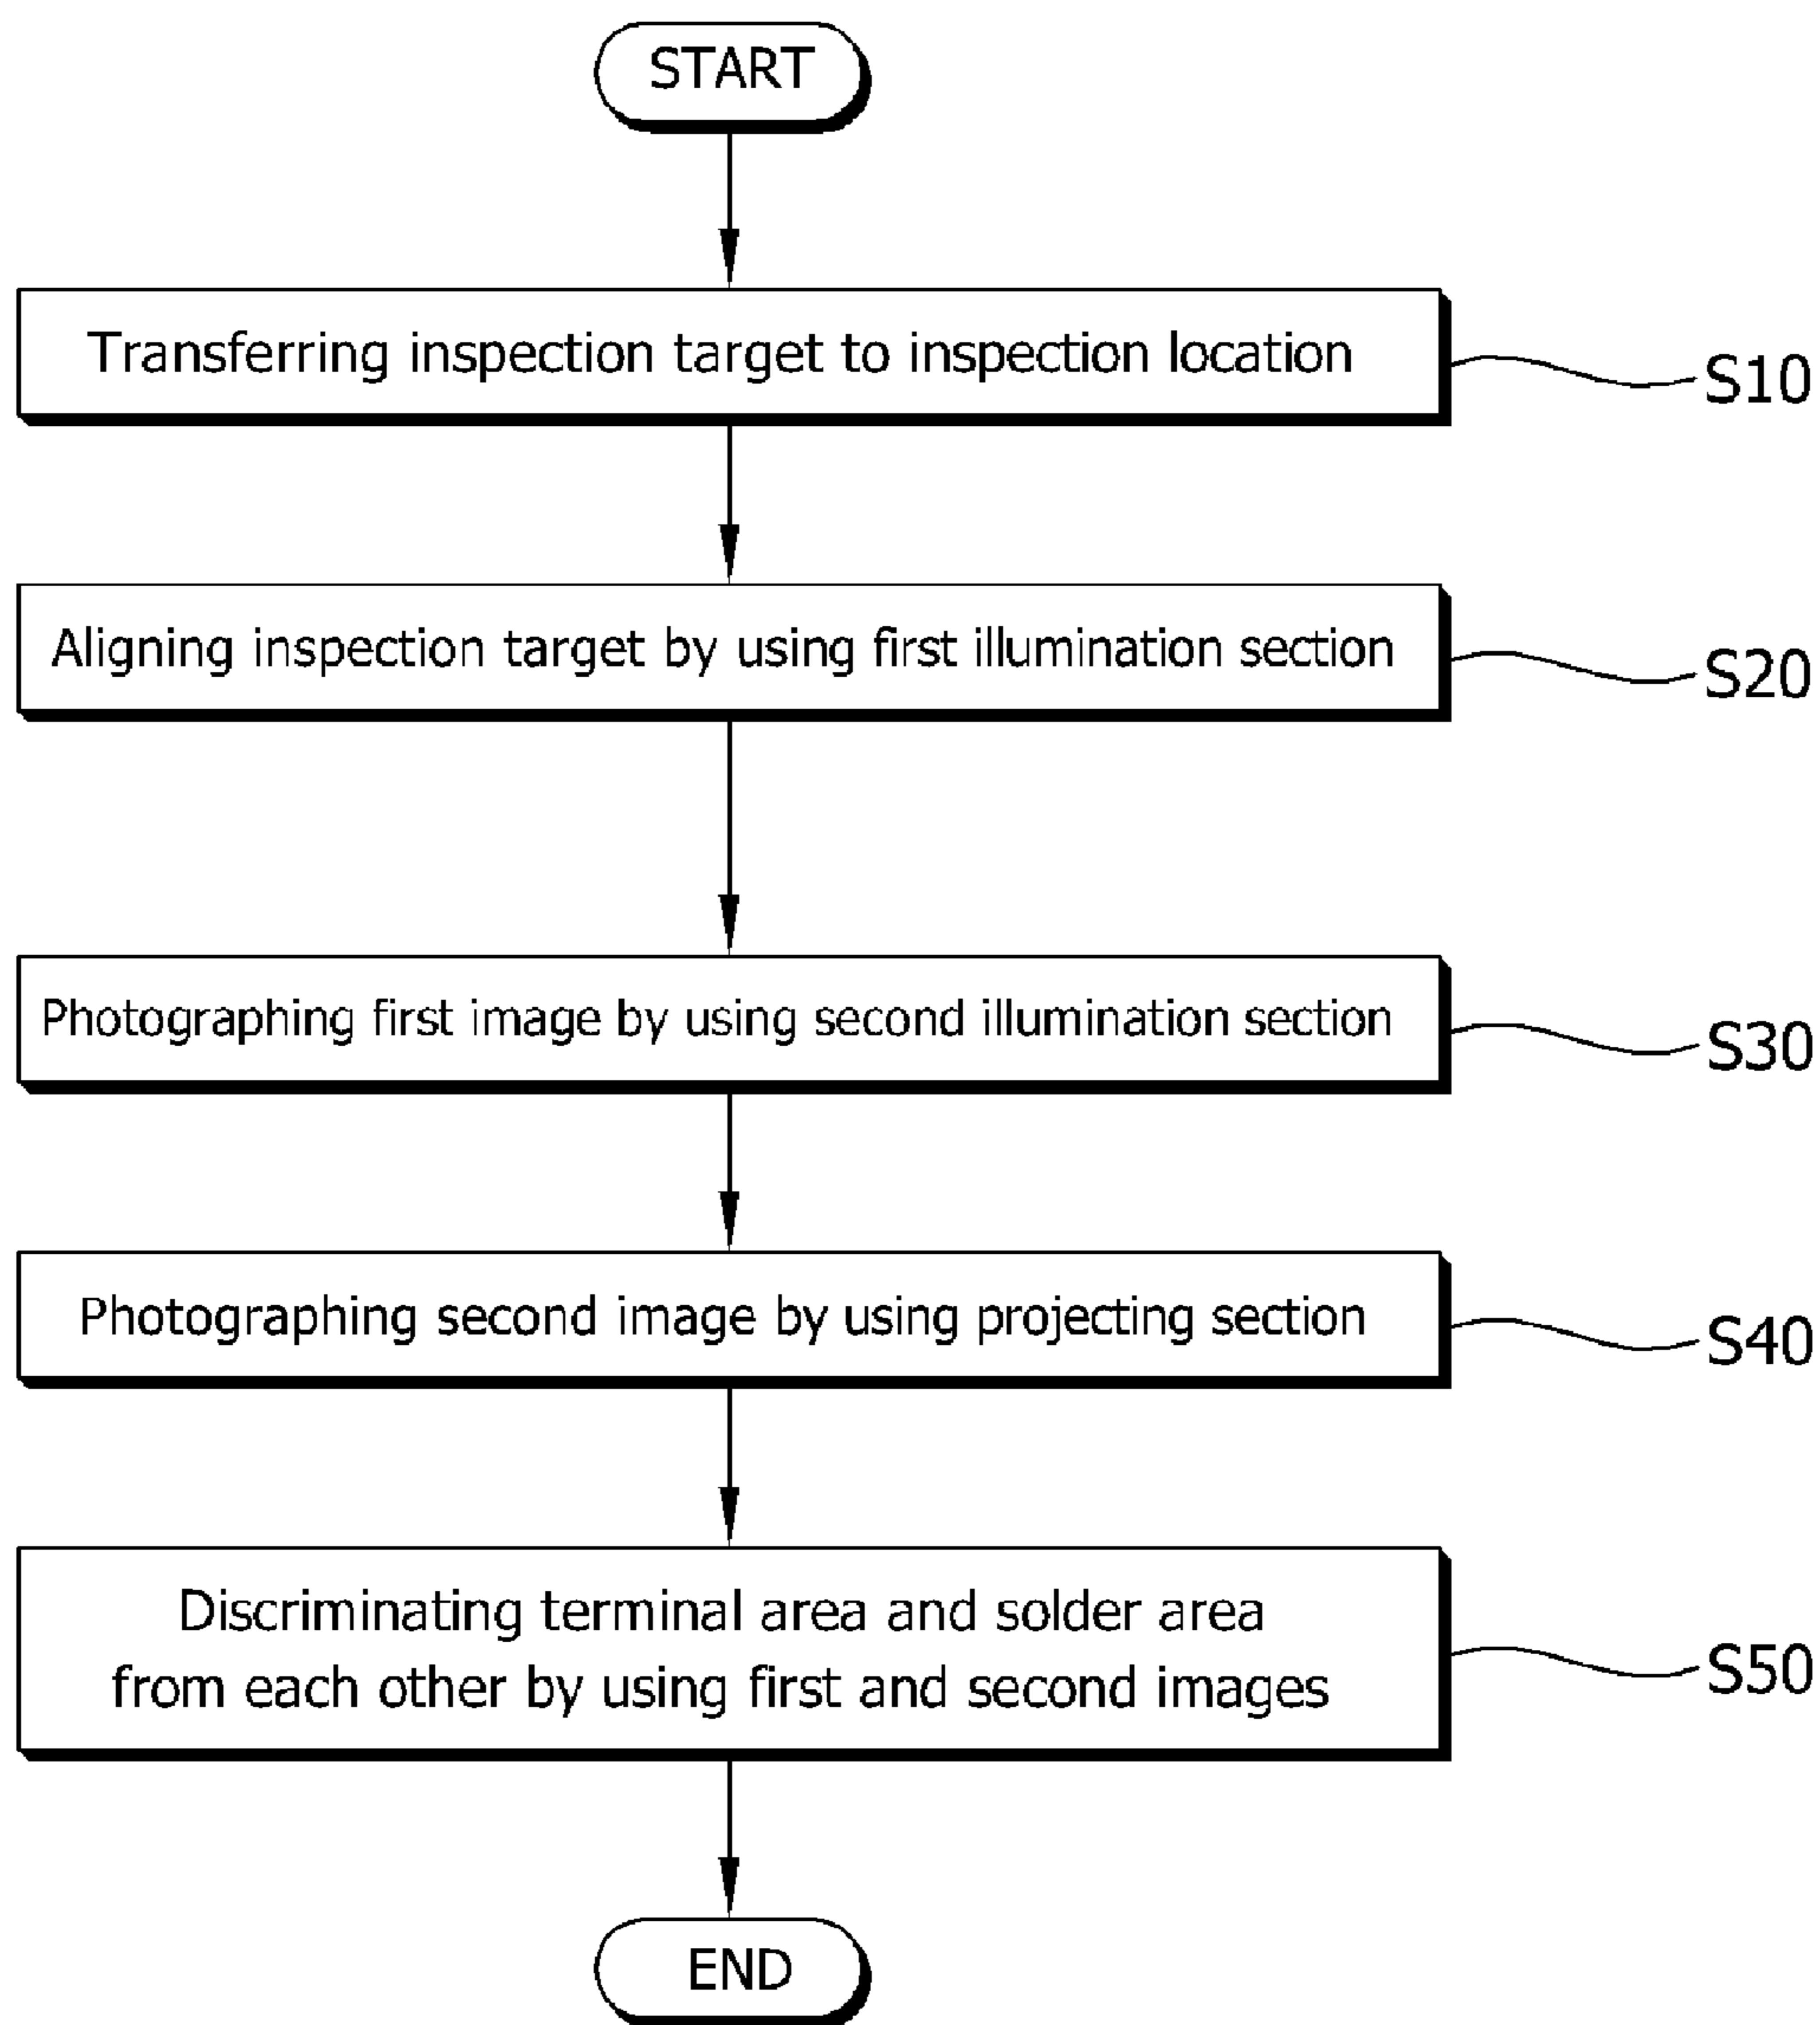 START
Transferring inspection target to inspection location
S10
Aligning inspection target by using first illumination section
S20
Photographing first image by using second illumination section
S30
Photographing second image by using projecting section
S40
Discriminating terminal area and solder area
from each other by using first and second images
S50
END